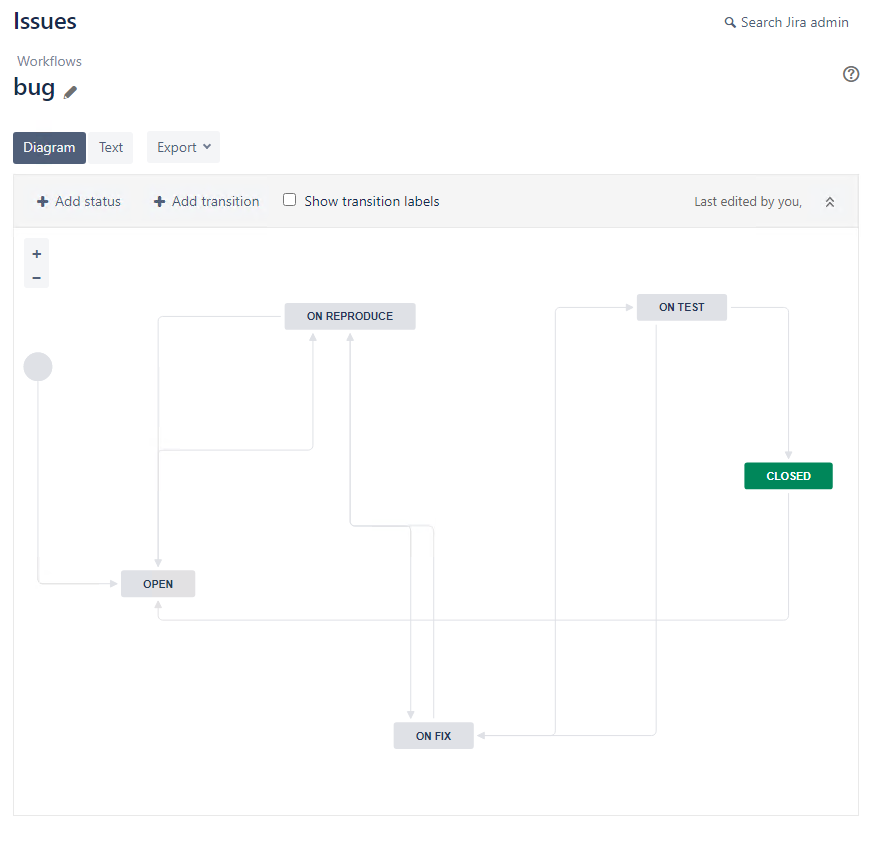 Issues
Search Jira admin
Workflows
bug
Diagram
Text
Export
Add status
Add transition
Show transition labels
Last edited by you,
ON REPRODUCE
ON TEST
CLOSED
OPEN
ON FIX